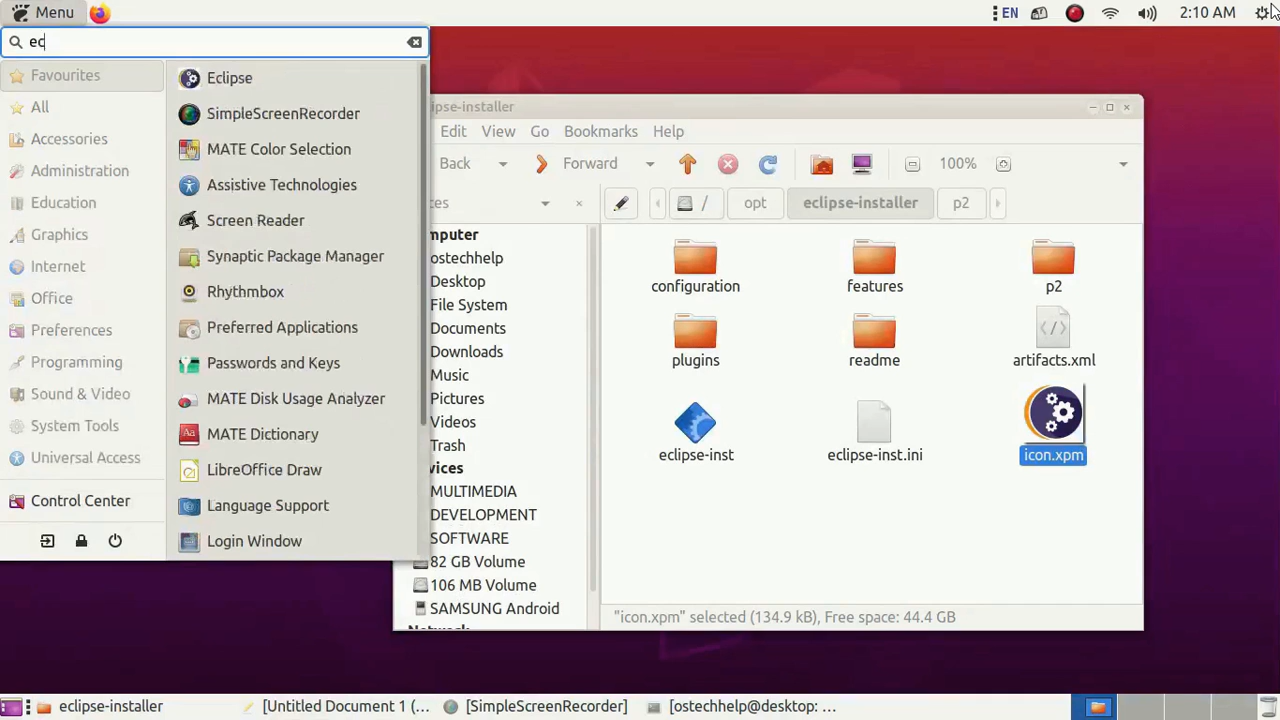 Menu
EN
2:10 AM
ec
Favourites
All
Accessories
Administration
Education
Graphics
Internet
Office
Preferences
Programming
Sound & Video
System Tools
Universal Access
Control Center
Eclipse
SimpleScreenRecorder
MATE Color Selection
Assistive Technologies
Screen Reader
Synaptic Package Manager
Rhythmbox
Preferred Applications
Passwords and Keys
MATE Disk Usage Analyzer
MATE Dictionary
LibreOffice Draw
Language Support
Login Window
ipse-installer
Edit View Go Bookmarks Help
Back Forward 100%
ces
/ opt eclipse-installer p2
mputer
ostechhelp
Desktop
File System
Documents
Downloads
Music
Pictures
Videos
Trash
vices
MULTIMEDIA
DEVELOPMENT
SOFTWARE
82 GB Volume
106 MB Volume
SAMSUNG Android
configuration
features
p2
plugins
readme
artifacts.xml
eclipse-inst
eclipse-inst.ini
icon.xpm
"icon.xpm" selected (134.9 kB), Free space: 44.4 GB
eclipse-installer
[Untitled Document 1 (...
[SimpleScreenRecorder]
[ostechhelp@desktop: ...